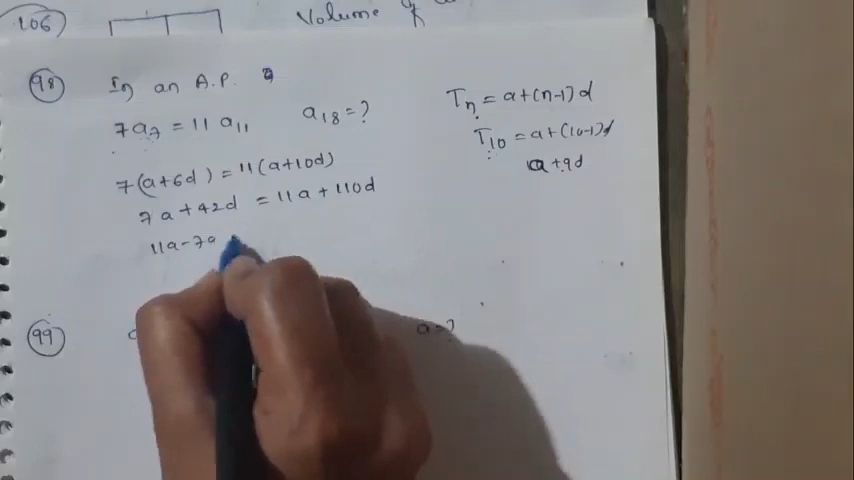 106
Volume of
98 In an A.P.
7a7 = 11 a11 a18 = ?
7(a+6d) = 11(a+10d)
7a+42d = 11a+110d
11a-7a
Tn = a+(n-1)d
T10 = a+(10-1)d
a+9d
99
a=?